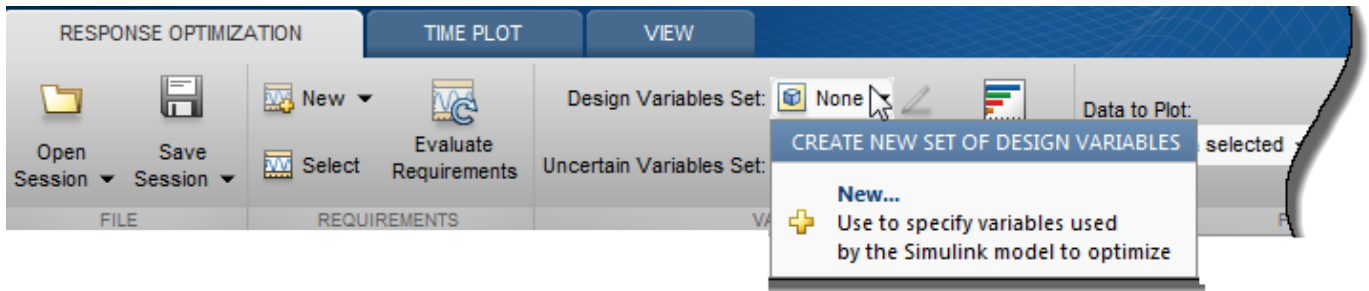 RESPONSE OPTIMIZATION TIME PLOT VIEW
New
Design Variables Set: None
Data to Plot:
Open Session
Save Session
Select
Evaluate Requirements
Uncertain Variables Set:
selected
CREATE NEW SET OF DESIGN VARIABLES
New...
Use to specify variables used
by the Simulink model to optimize
FILE REQUIREMENTS